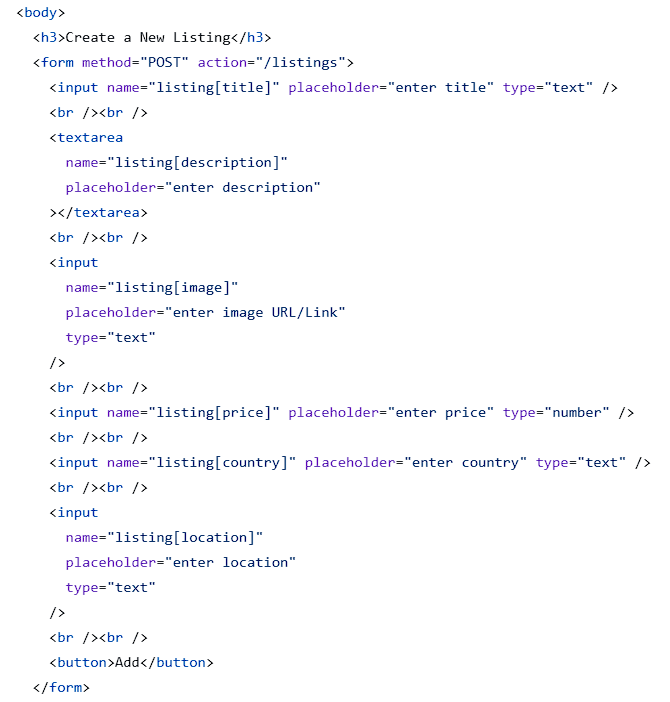 <body>
<h3>Create a New Listing</h3>
<form method="POST" action="/listings">
<input name="listing[title]" placeholder="enter title" type="text" />
<br /><br />
<textarea
name="listing[description]"
placeholder="enter description"
></textarea>
<br /><br />
<input
name="listing[image]"
placeholder="enter image URL/Link"
type="text"
/>
<br /><br />
<input name="listing[price]" placeholder="enter price" type="number" />
<br /><br />
<input name="listing[country]" placeholder="enter country" type="text" />
<br /><br />
<input
name="listing[location]"
placeholder="enter location"
type="text"
/>
<br /><br />
<button>Add</button>
</form>